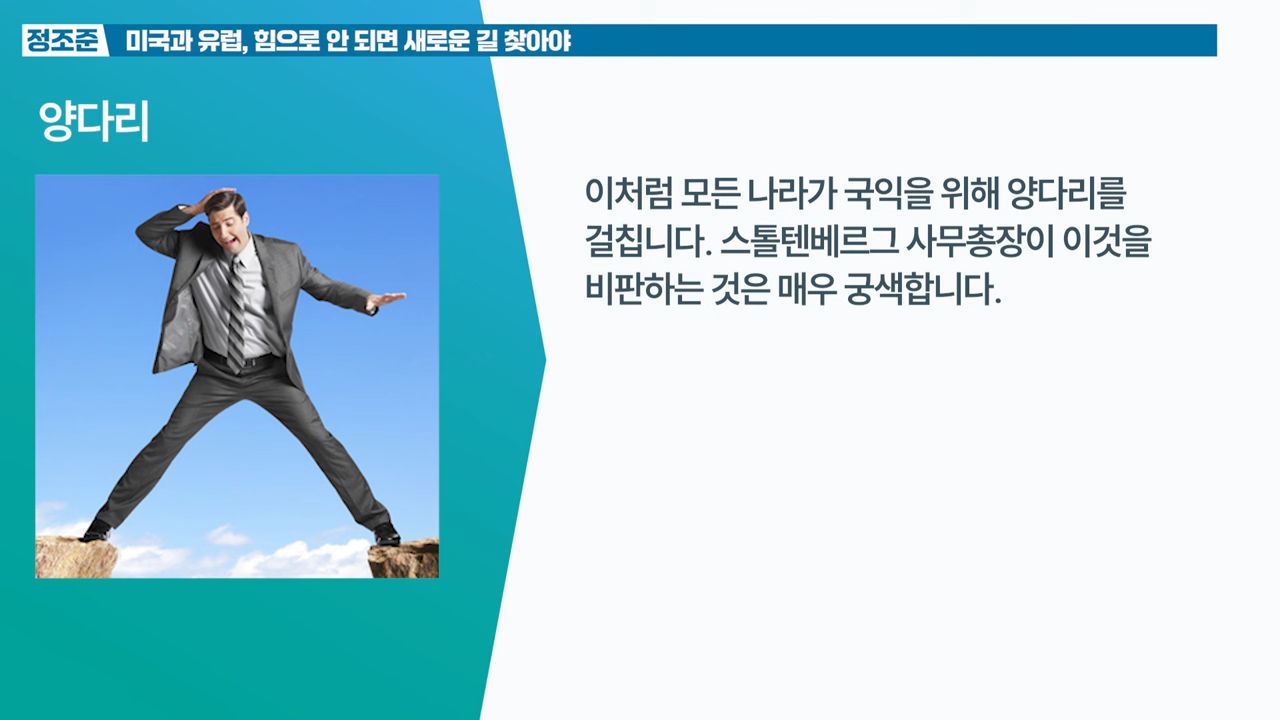 정조준 미국과 유럽, 힘으로 안 되면 새로운 길 찾아야
양다리
이처럼 모든 나라가 국익을 위해 양다리를
걸칩니다. 스톨텐베르그 사무총장이 이것을
비판하는 것은 매우 궁색합니다.